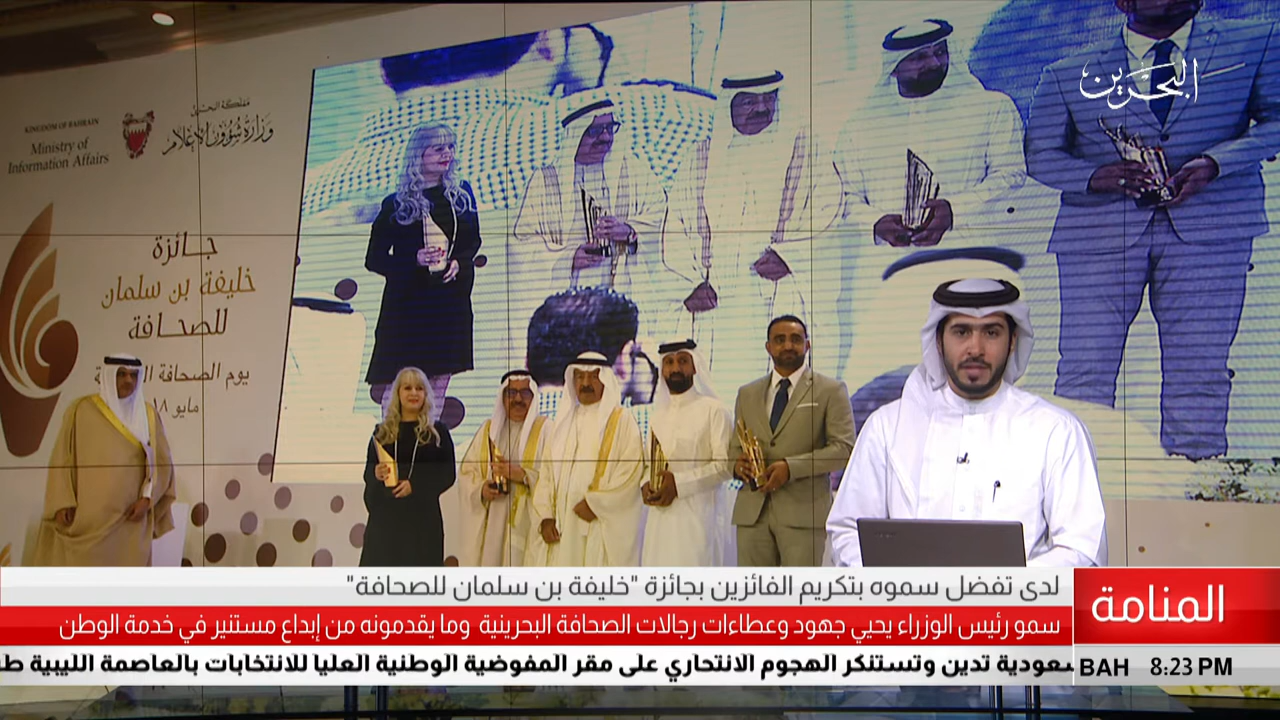 البحرين
KINGDOM OF BAHRAIN
Ministry of
Information Affairs
مملكة البحرين
وزارة شؤون الإعلام
جائزة
خليفة بن سلمان
للصحافة
يوم الصحافة
مايو
لدى تفضل سموه بتكريم الفائزين بجائزة "خليفة بن سلمان للصحافة"
المنامة
سمو رئيس الوزراء يحيي جهود وعطاءات رجالات الصحافة البحرينية وما يقدمونه من إبداع مستنير في خدمة الوطن
سعودية تدين وتستنكر الهجوم الانتحاري على مقر المفوضية الوطنية العليا للانتخابات بالعاصمة الليبية ط
BAH 8:23 PM